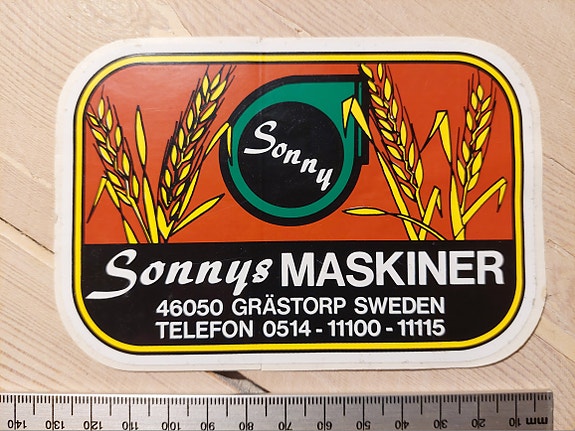 Sonny
Sonnys MASKINER
46050 GRÄSTORP SWEDEN
TELEFON 0514 - 11100 - 11115
140 130 120 110 100 90 80 70 60 50 40 30 20 10 mm